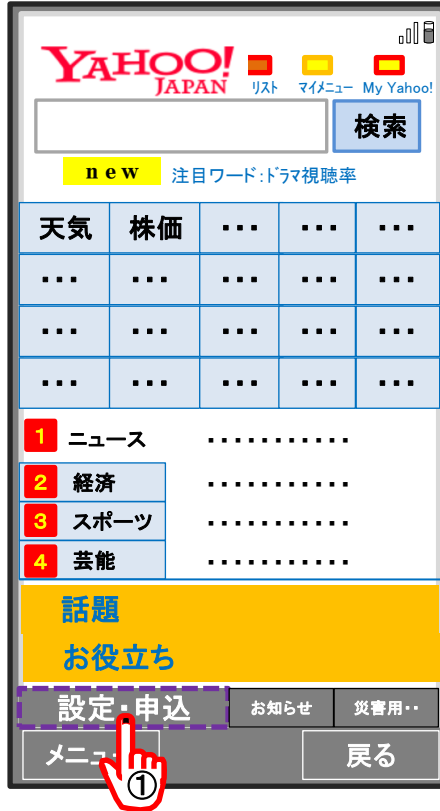 YAHOO!
JAPAN
リスト マイメニュー My Yahoo!
検索
new 注目ワード:ドラマ視聴率
天気 株価 ・・・ ・・・ ・・・
・・・ ・・・ ・・・ ・・・ ・・・
・・・ ・・・ ・・・ ・・・ ・・・
・・・ ・・・ ・・・ ・・・ ・・・
1 ニュース ・・・・・・・・・・・
2 経済 ・・・・・・・・・・・
3 スポーツ ・・・・・・・・・・・
4 芸能 ・・・・・・・・・・・
話題
お役立ち
設定・申込 お知らせ 災害用・・
メニュ 戻る
①